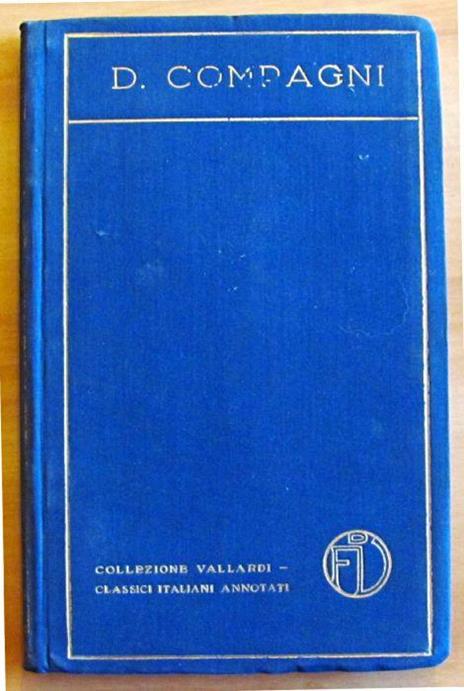 D. COMPAGNI
COLLEZIONE VALLARDI –
CLASSICI ITALIANI ANNOTATI